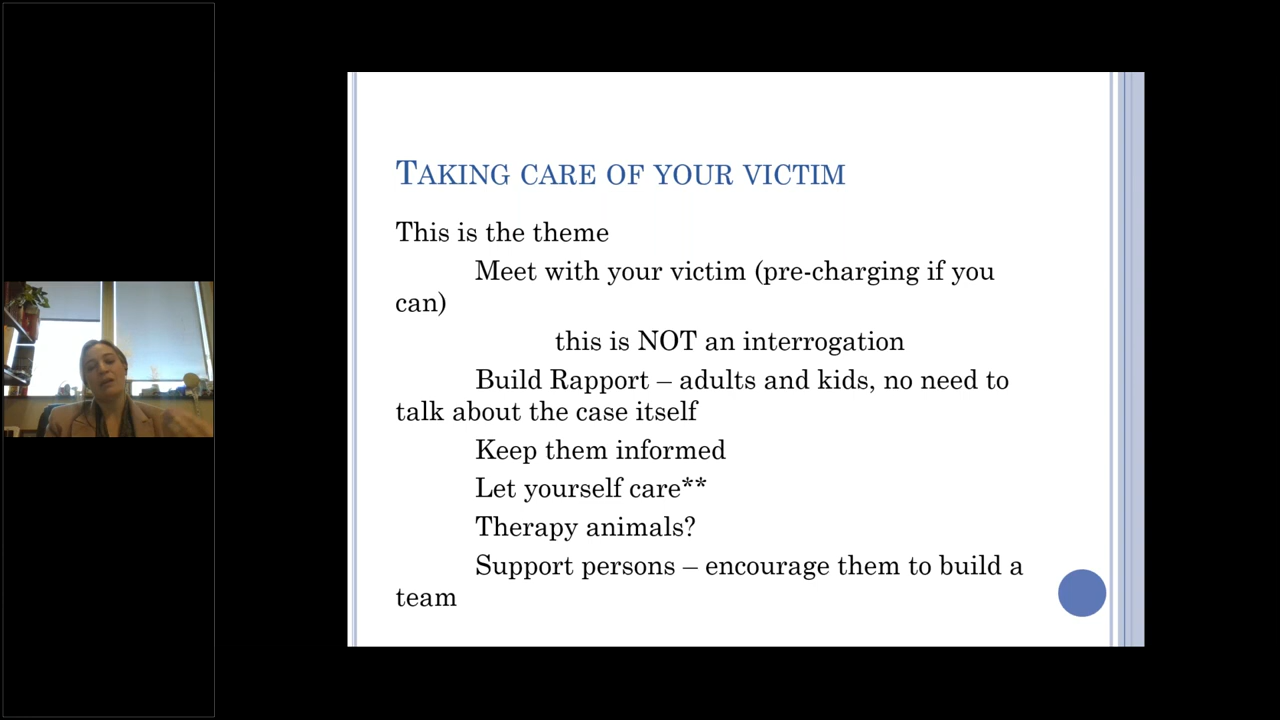 TAKING CARE OF YOUR VICTIM
This is the theme
Meet with your victim (pre-charging if you
can)
this is NOT an interrogation
Build Rapport – adults and kids, no need to
talk about the case itself
Keep them informed
Let yourself care**
Therapy animals?
Support persons – encourage them to build a
team